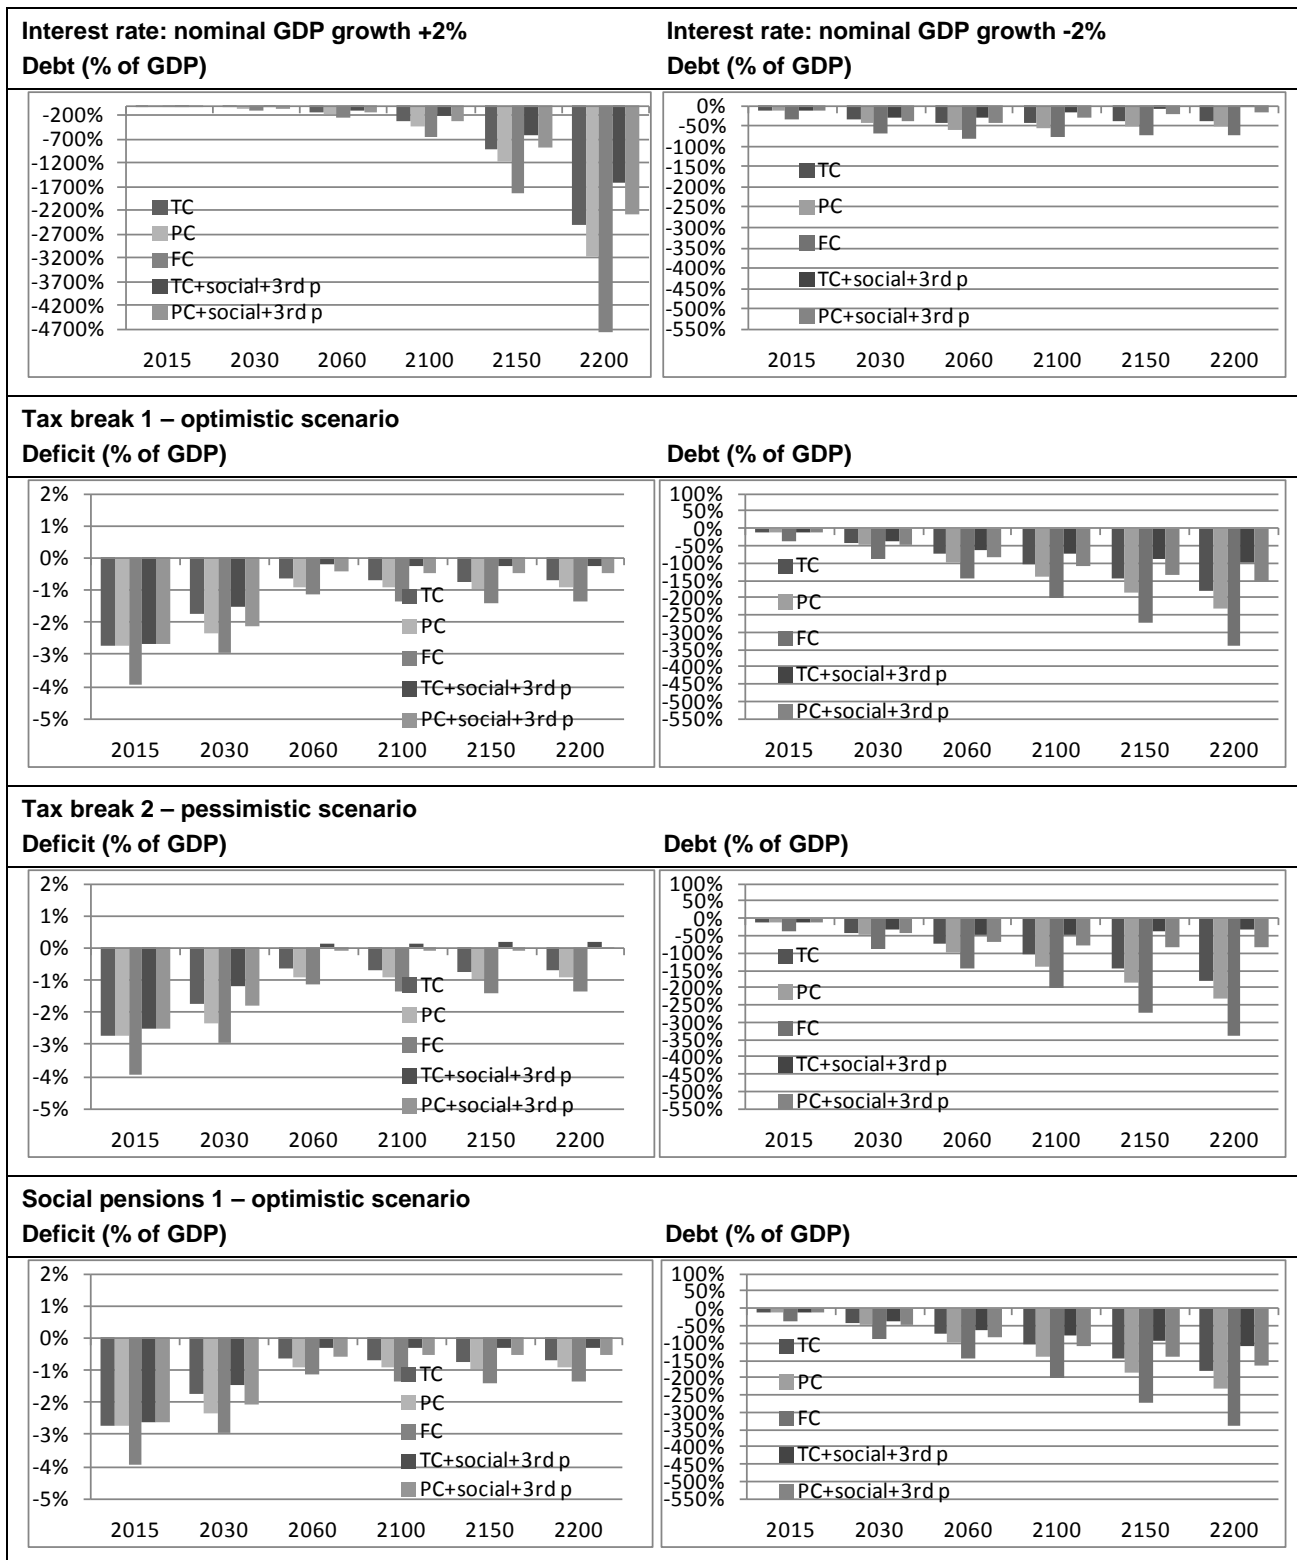 Interest rate: nominal GDP growth +2%
Debt (% of GDP)
Interest rate: nominal GDP growth -2%
Debt (% of GDP)
-200%
-700%
-1200%
-1700%
-2200%
-2700%
-3200%
-3700%
-4200%
-4700%
TC
PC
FC
TC+social+3rd p
PC+social+3rd p
2015 2030 2060 2100 2150 2200
0%
-50%
-100%
-150%
-200%
-250%
-300%
-350%
-400%
-450%
-500%
-550%
TC
PC
FC
TC+social+3rd p
PC+social+3rd p
2015 2030 2060 2100 2150 2200
Tax break 1 – optimistic scenario
Deficit (% of GDP)
Debt (% of GDP)
2%
1%
0%
-1%
-2%
-3%
-4%
-5%
TC
PC
FC
TC+social+3rd p
PC+social+3rd p
2015 2030 2060 2100 2150 2200
100%
50%
0%
-50%
-100%
-150%
-200%
-250%
-300%
-350%
-400%
-450%
-500%
-550%
TC
PC
FC
TC+social+3rd p
PC+social+3rd p
2015 2030 2060 2100 2150 2200
Tax break 2 – pessimistic scenario
Deficit (% of GDP)
Debt (% of GDP)
2%
1%
0%
-1%
-2%
-3%
-4%
-5%
TC
PC
FC
TC+social+3rd p
PC+social+3rd p
2015 2030 2060 2100 2150 2200
100%
50%
0%
-50%
-100%
-150%
-200%
-250%
-300%
-350%
-400%
-450%
-500%
-550%
TC
PC
FC
TC+social+3rd p
PC+social+3rd p
2015 2030 2060 2100 2150 2200
Social pensions 1 – optimistic scenario
Deficit (% of GDP)
Debt (% of GDP)
2%
1%
0%
-1%
-2%
-3%
-4%
-5%
TC
PC
FC
TC+social+3rd p
PC+social+3rd p
2015 2030 2060 2100 2150 2200
100%
50%
0%
-50%
-100%
-150%
-200%
-250%
-300%
-350%
-400%
-450%
-500%
-550%
TC
PC
FC
TC+social+3rd p
PC+social+3rd p
2015 2030 2060 2100 2150 2200